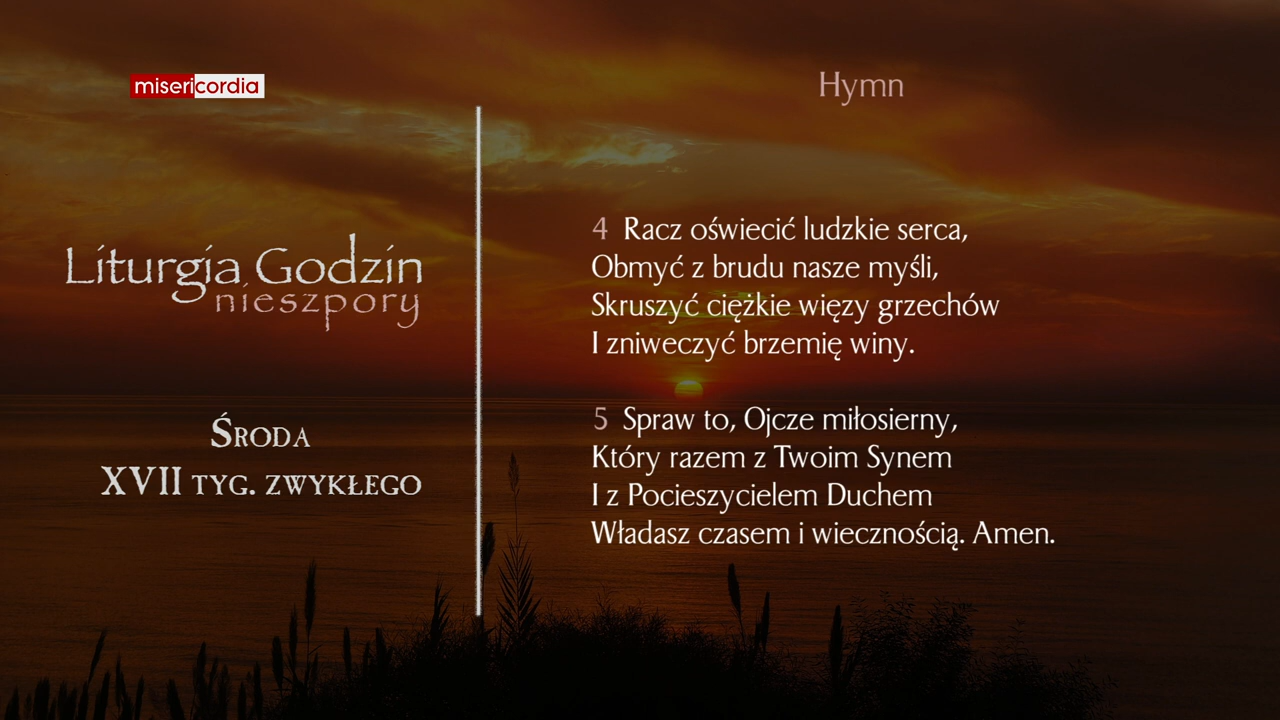 misericordia
Hymn
Liturgia Godzin
nieszpory
Środa
XVII tyg. zwykłego
4 Racz oświecić ludzkie serca,
Obmyć z brudu nasze myśli,
Skruszyć ciężkie więzy grzechów
I zniweczyć brzemię winy.
5 Spraw to, Ojcze miłosierny,
Który razem z Twoim Synem
I z Pocieszycielem Duchem
Władasz czasem i wiecznością. Amen.